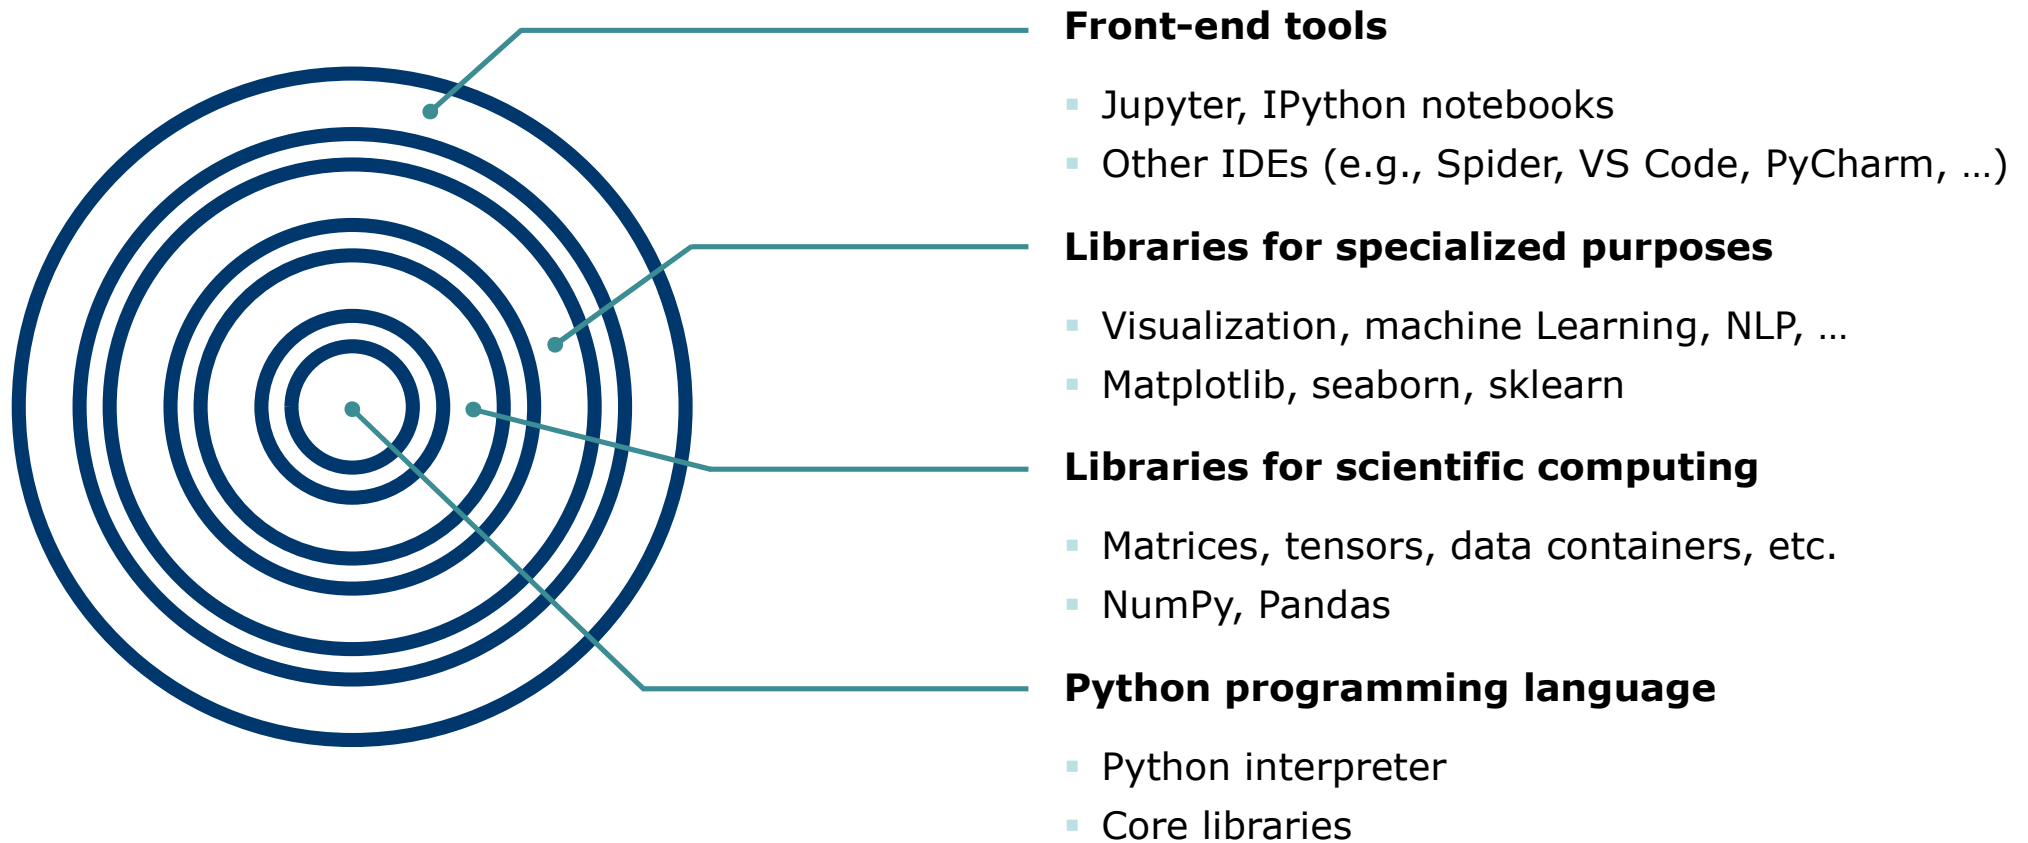 Front-end tools
Jupyter, IPython notebooks
Other IDEs (e.g., Spider, VS Code, PyCharm, …)
Libraries for specialized purposes
Visualization, machine Learning, NLP, …
Matplotlib, seaborn, sklearn
Libraries for scientific computing
Matrices, tensors, data containers, etc.
NumPy, Pandas
Python programming language
Python interpreter
Core libraries